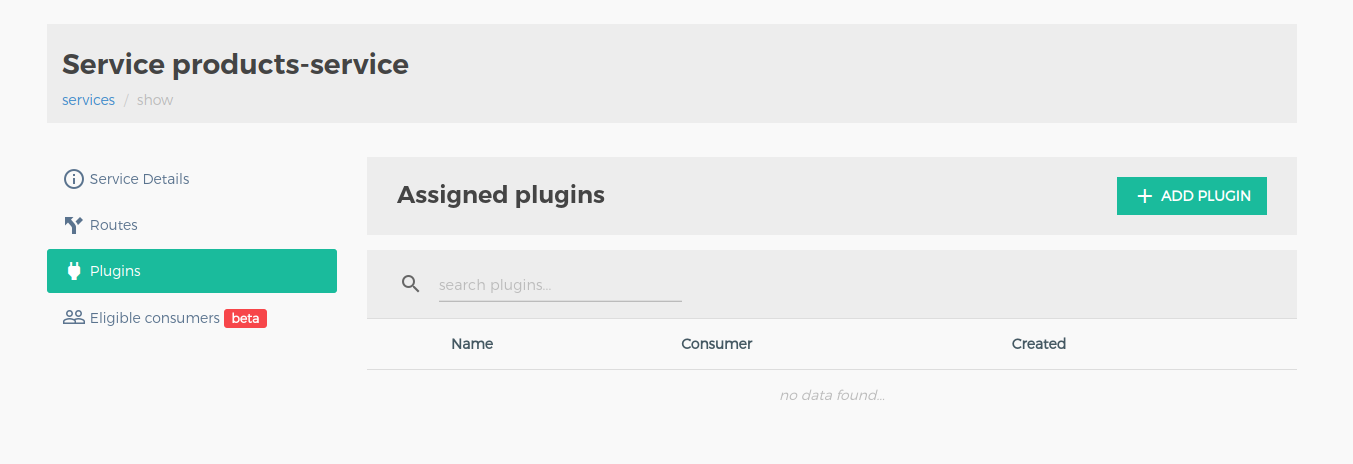 Service products-service
services / show
Service Details
Routes
Plugins
Eligible consumers beta
Assigned plugins
ADD PLUGIN
search plugins...
Name Consumer Created
no data found...